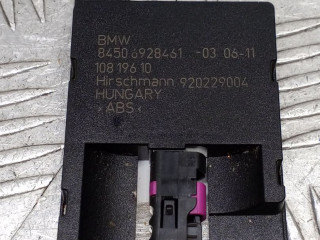 BMW
8450 6928461 -03 06-11
108 196 10
Hirschmann 920229004
HUNGARY
>ABS<